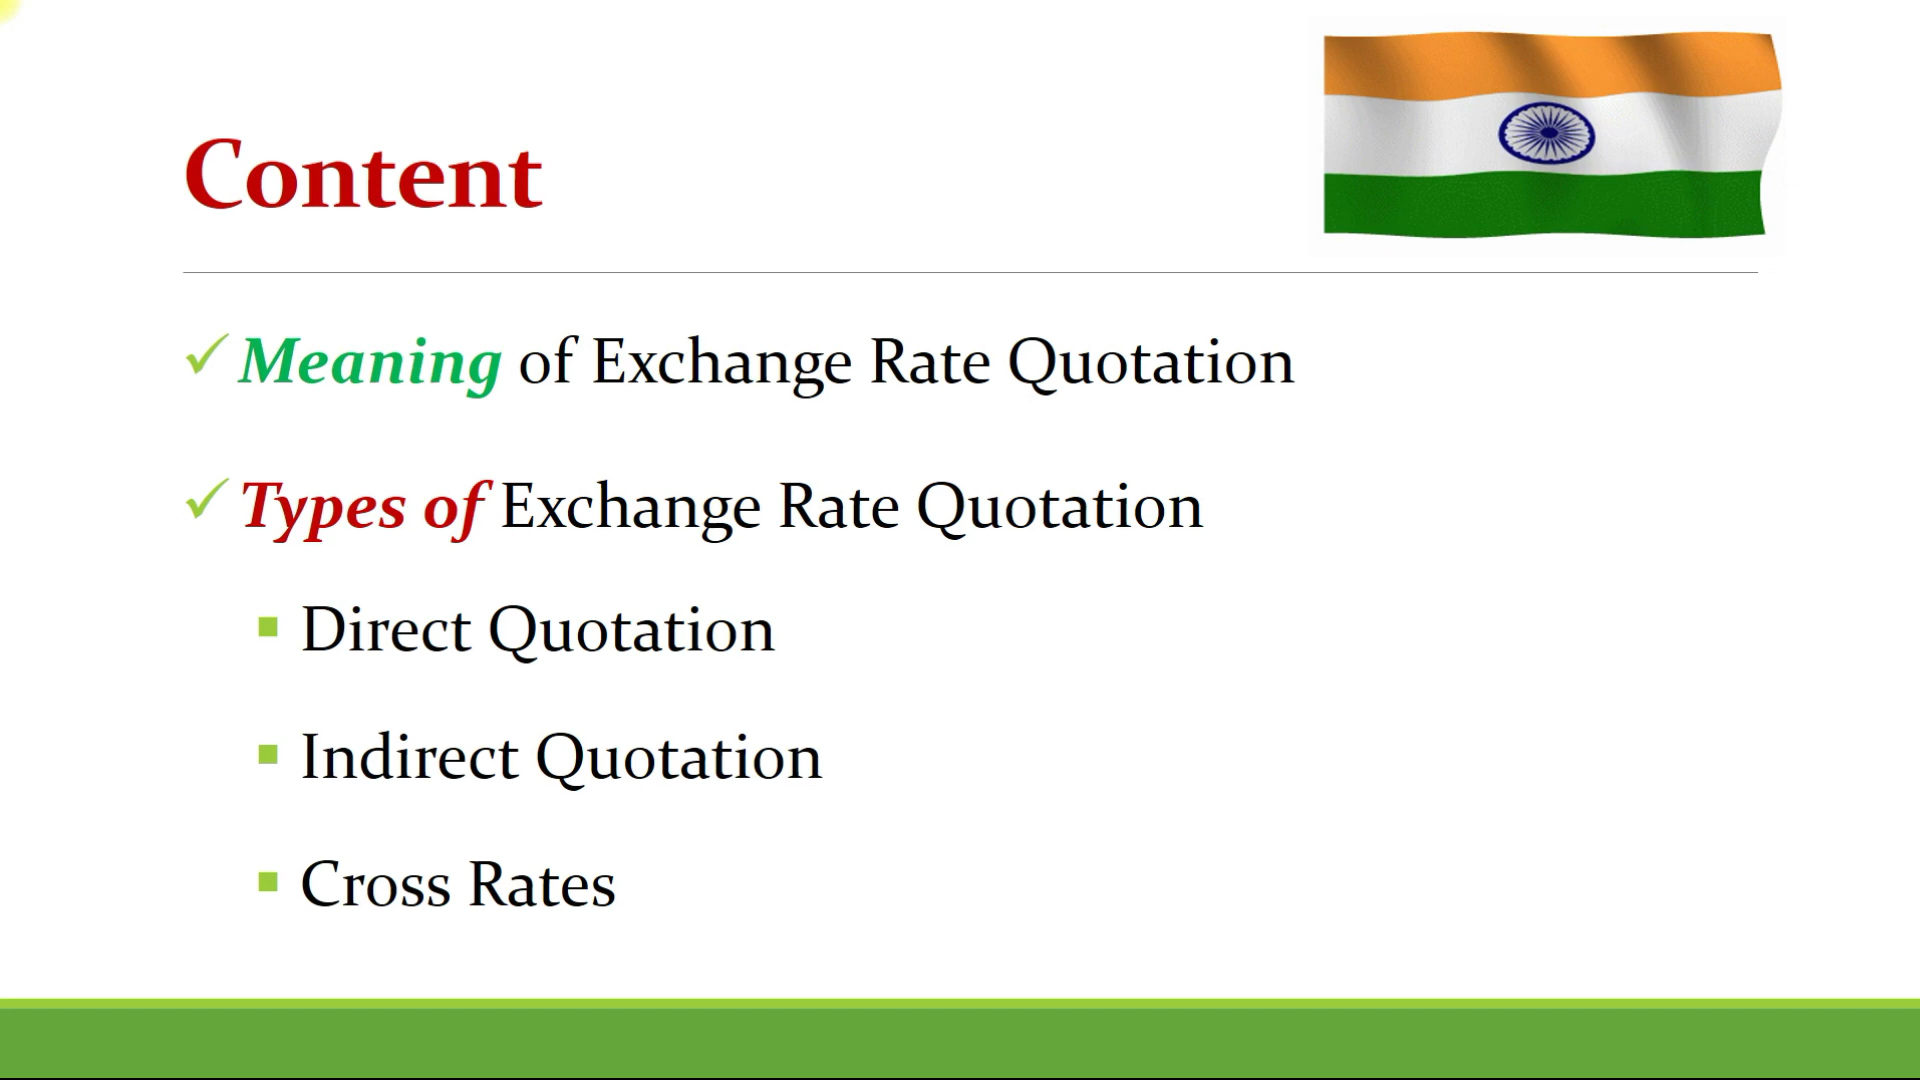 Content
Meaning of Exchange Rate Quotation
Types of Exchange Rate Quotation
Direct Quotation
Indirect Quotation
Cross Rates